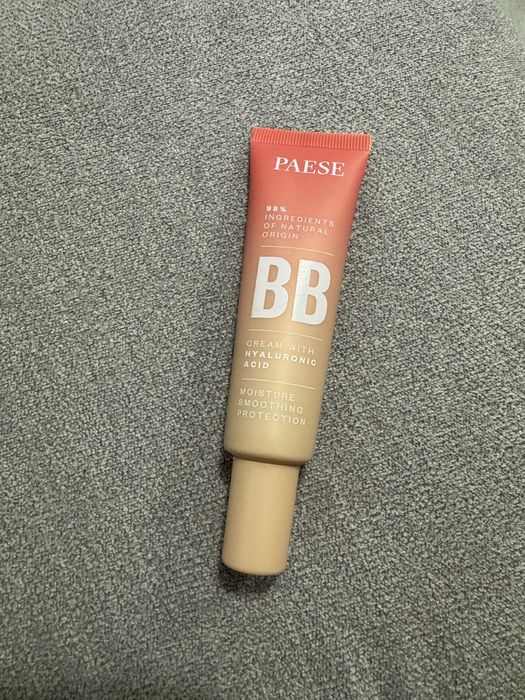 PAESE
98%
INGREDIENTS
OF NATURAL
ORIGIN
BB
CREAM WITH
HYALURONIC
ACID
MOISTURE
SMOOTHING
PROTECTION